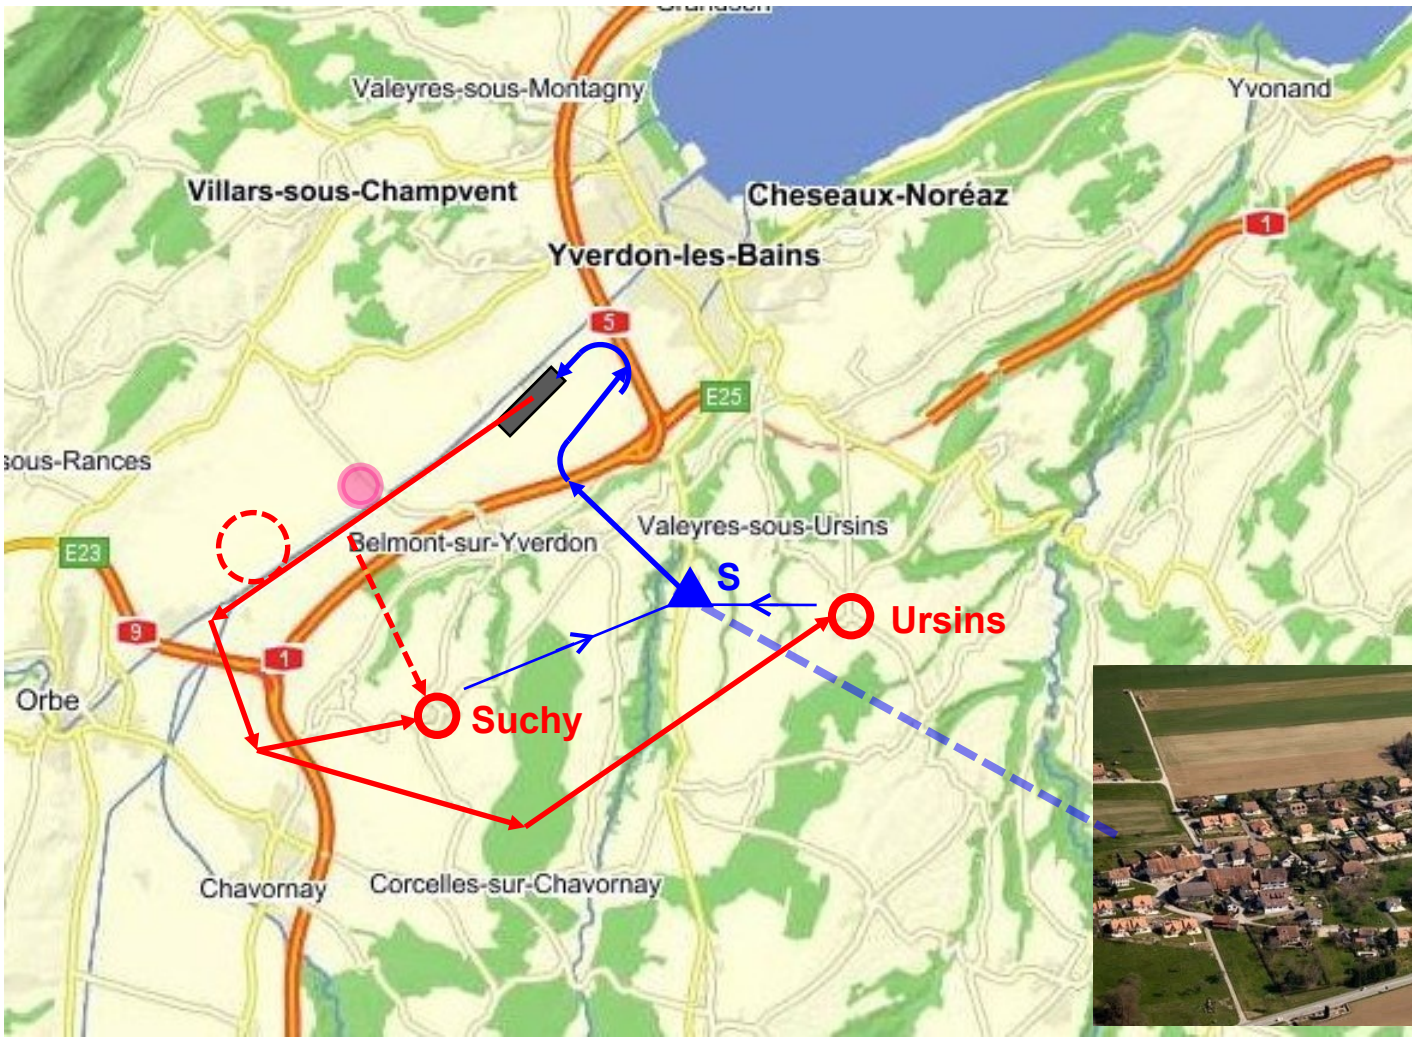 Grandson
Valeyres-sous-Montagny
Yvonand
Villars-sous-Champvent
Cheseaux-Noréaz
1
Yverdon-les-Bains
5
E25
sous-Rances
Valeyres-sous-Ursins
E23
Belmont-sur-Yverdon
S
Ursins
9
1
Orbe
Suchy
Chavornay
Corcelles-sur-Chavornay